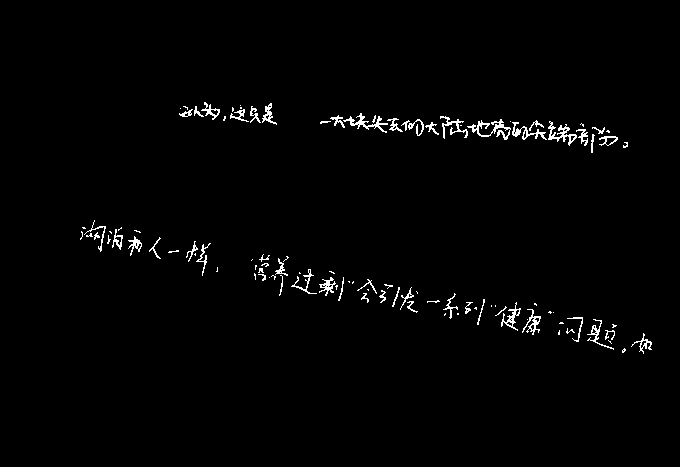 认为，这只是 一大块失去的大陆地壳的尖端部分。
湖泊和人一样，“营养过剩”会引发一系列“健康”问题。如